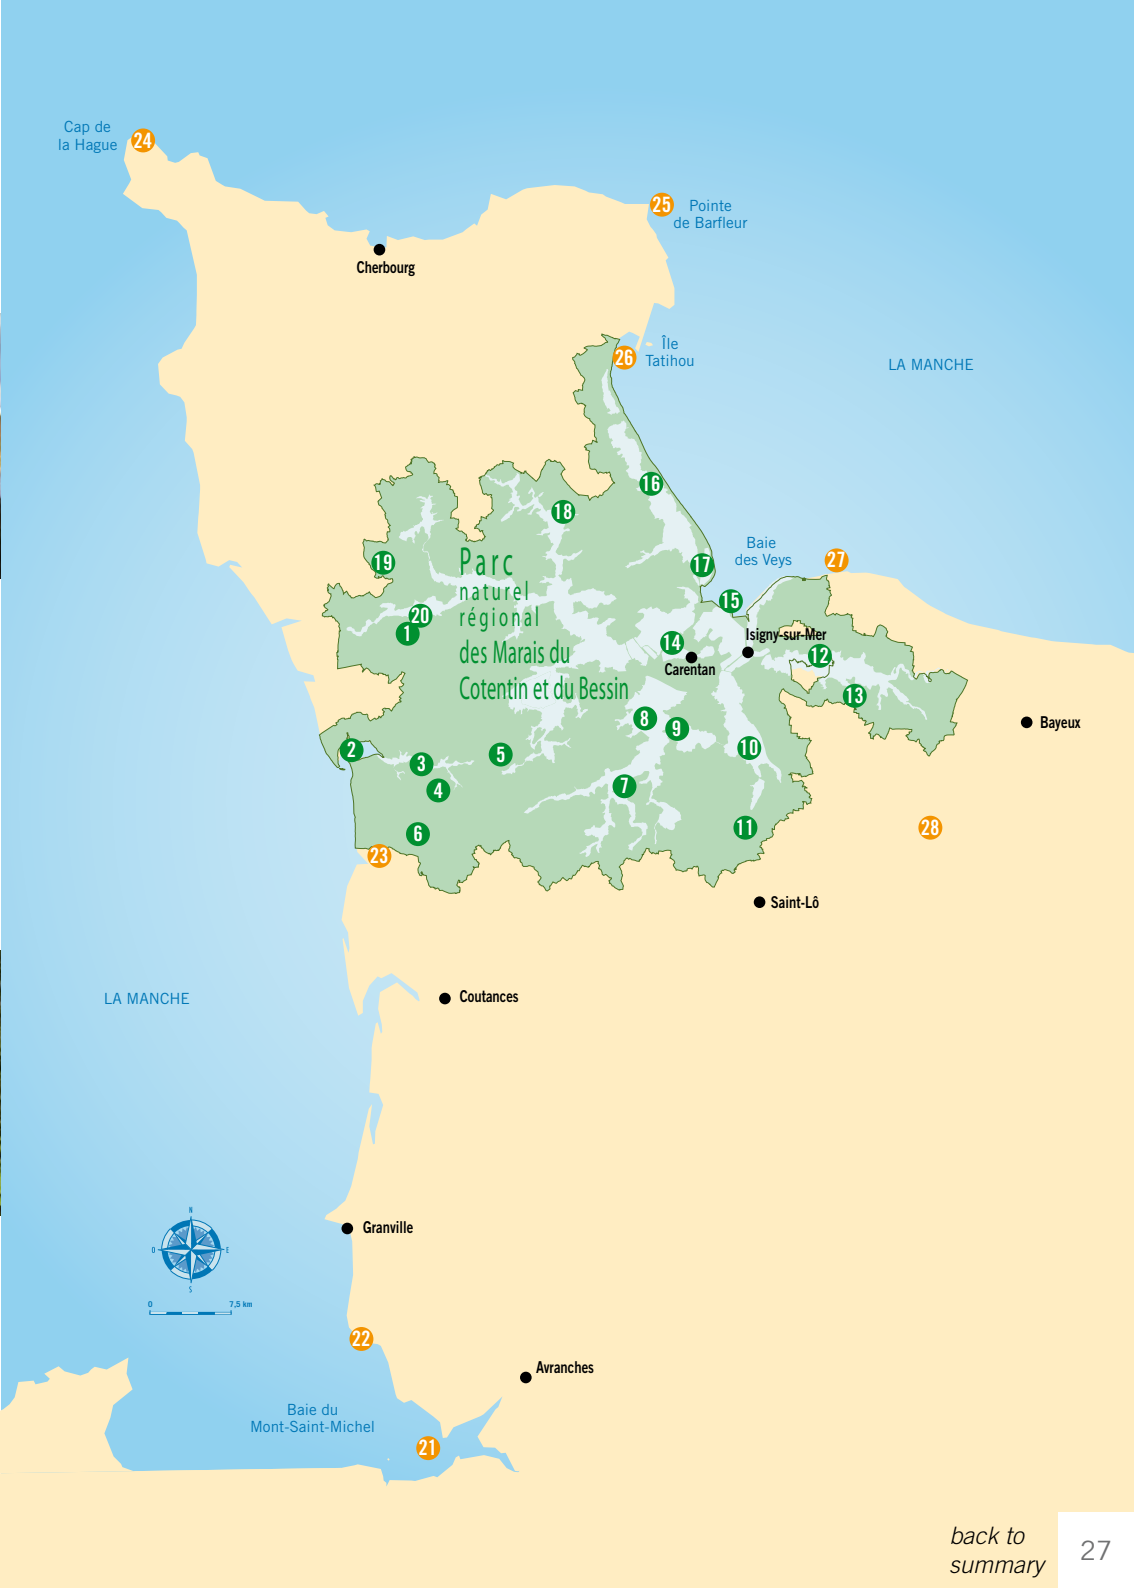 Cap de
la Hague
24
25
Pointe
de Barfleur
Cherbourg
26
Île
Tatihou
LA MANCHE
16
18
Baie
des Veys
27
19
17
Parc
naturel
régional
des Marais du
Cotentin et du Bessin
20
1
15
14
Isigny-sur-Mer
Carentan
12
13
8
9
10
Bayeux
2
3
5
4
7
6
11
28
23
Saint-Lô
Coutances
LA MANCHE
N
O
E
S
0
7,5 km
Granville
22
Avranches
Baie du
Mont-Saint-Michel
21
back to
summary
27